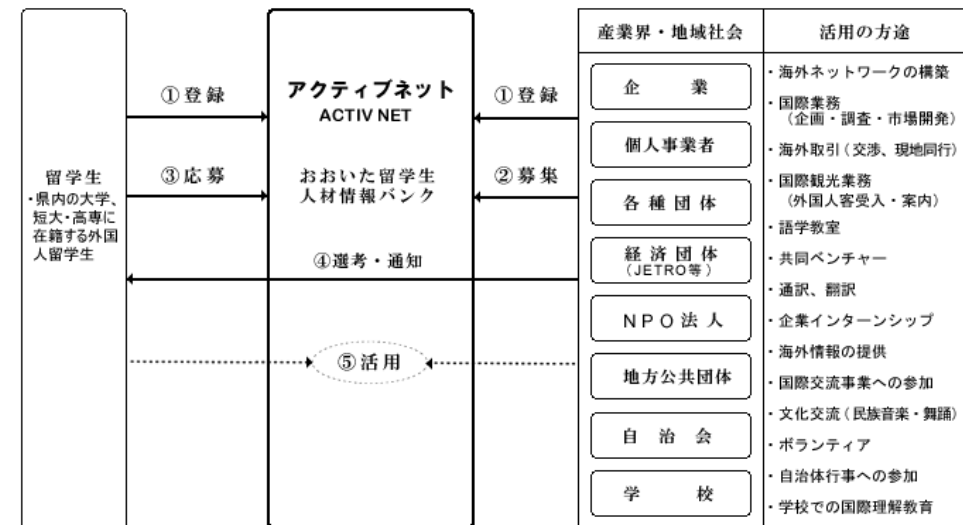 留学生
・県内の大学、
短大・高専に
在籍する外国
人留学生
①登録
③応募
アクティブネット
ACTIV NET
おおいた留学生
人材情報バンク
①登録
②募集
④選考・通知
⑤活用
産業界・地域社会
企　業
個人事業者
各種団体
経済団体
(JETRO等)
NPO法人
地方公共団体
自治会
学　校
活用の方途
・海外ネットワークの構築
・国際業務
(企画・調査・市場開発)
・海外取引(交渉、現地同行)
・国際観光業務
(外国人客受入・案内)
・語学教室
・共同ベンチャー
・通訳、翻訳
・企業インターンシップ
・海外情報の提供
・国際交流事業への参加
・文化交流(民族音楽・舞踊)
・ボランティア
・自治体行事への参加
・学校での国際理解教育